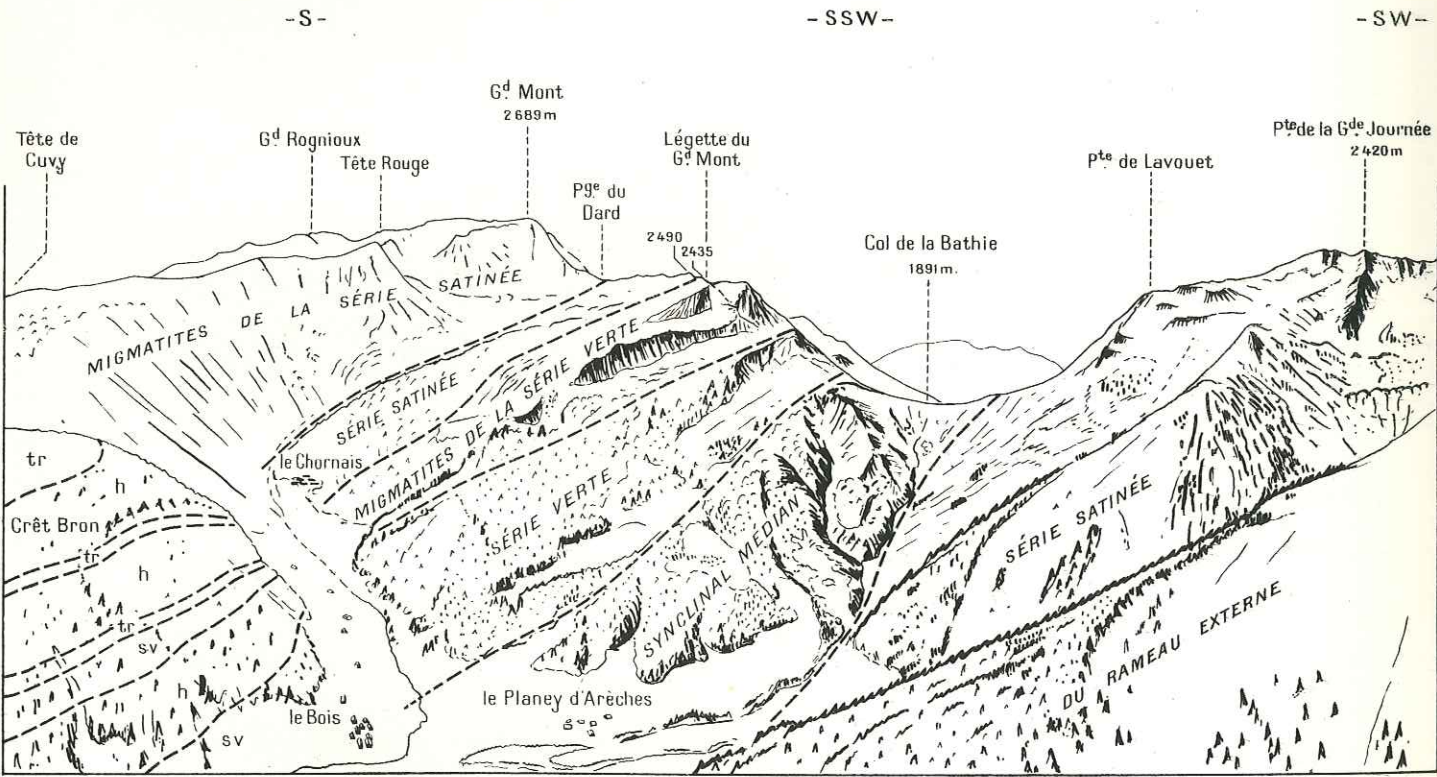 -S-
-SSW-
-SW-
Gd Mont
2689m
Tête de
Cuvy
Gd Rognioux
Tête Rouge
Légette du
Gd Mont
Pge du
Dard
2490
2435
Col de la Bathie
1891m.
Pte de Lavouet
Pte de la Gde Journée
2420m
MIGMATITES DE LA SÉRIE SATINÉE
SÉRIE SATINÉE
MIGMATITES DE LA SÉRIE VERTE
SÉRIE VERTE
SYNCLINAL MÉDIAN
SÉRIE SATINÉE
DU RAMEAU EXTERNE
le Chornais
tr
h
Crêt Bron
tr
h
tr
sv
h
sv
le Bois
le Planey d'Arèches